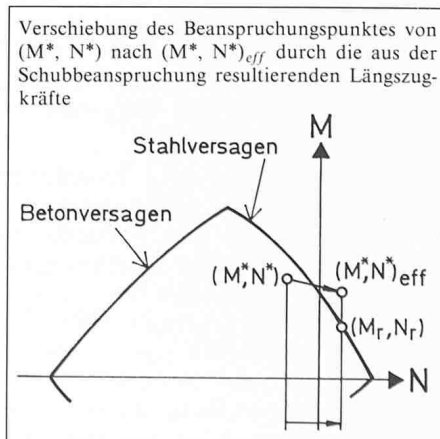 Verschiebung des Beanspruchungspunktes von
(M*, N*) nach (M*, N*)eff durch die aus der
Schubbeanspruchung resultierenden Längszug-
kräfte
M
Stahlversagen
Betonversagen
(M*,N*)
(M*,N*)eff
(Mr,Nr)
N